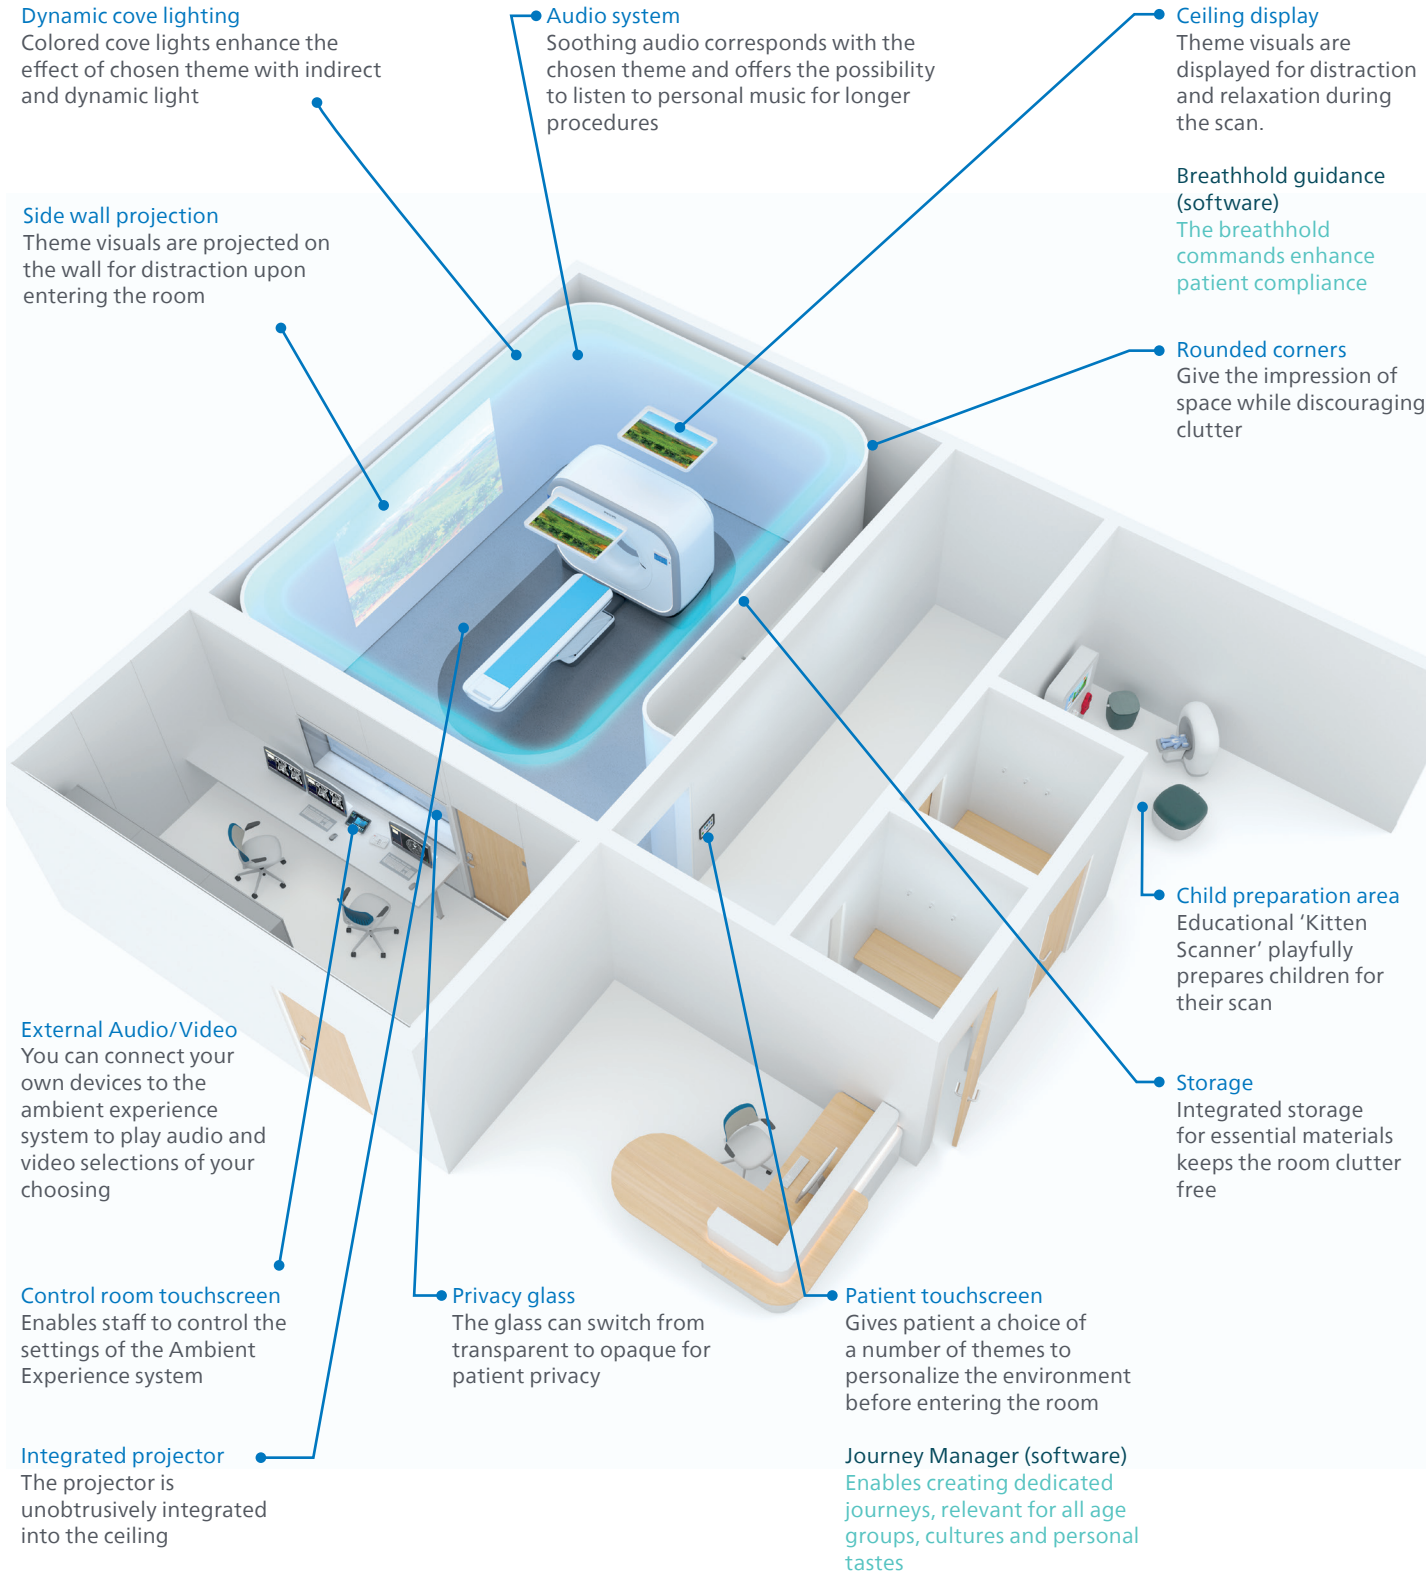 Dynamic cove lighting
Colored cove lights enhance the
effect of chosen theme with indirect
and dynamic light
Audio system
Soothing audio corresponds with the
chosen theme and offers the possibility
to listen to personal music for longer
procedures
Ceiling display
Theme visuals are
displayed for distraction
and relaxation during
the scan.
Breathhold guidance
(software)
The breathhold
commands enhance
patient compliance
Side wall projection
Theme visuals are projected on
the wall for distraction upon
entering the room
Rounded corners
Give the impression of
space while discouraging
clutter
Child preparation area
Educational ‘Kitten
Scanner’ playfully
prepares children for
their scan
External Audio/Video
You can connect your
own devices to the
ambient experience
system to play audio and
video selections of your
choosing
Storage
Integrated storage
for essential materials
keeps the room clutter
free
Control room touchscreen
Enables staff to control the
settings of the Ambient
Experience system
Privacy glass
The glass can switch from
transparent to opaque for
patient privacy
Patient touchscreen
Gives patient a choice of
a number of themes to
personalize the environment
before entering the room
Integrated projector
The projector is
unobtrusively integrated
into the ceiling
Journey Manager (software)
Enables creating dedicated
journeys, relevant for all age
groups, cultures and personal
tastes